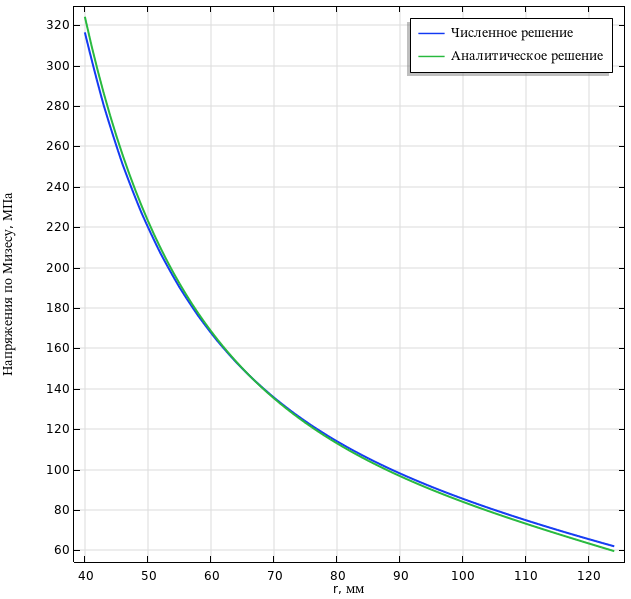 Численное решение
Аналитическое решение
Напряжения по Мизесу, МПа
320
300
280
260
240
220
200
180
160
140
120
100
80
60
40 50 60 70 80 90 100 110 120
r, мм